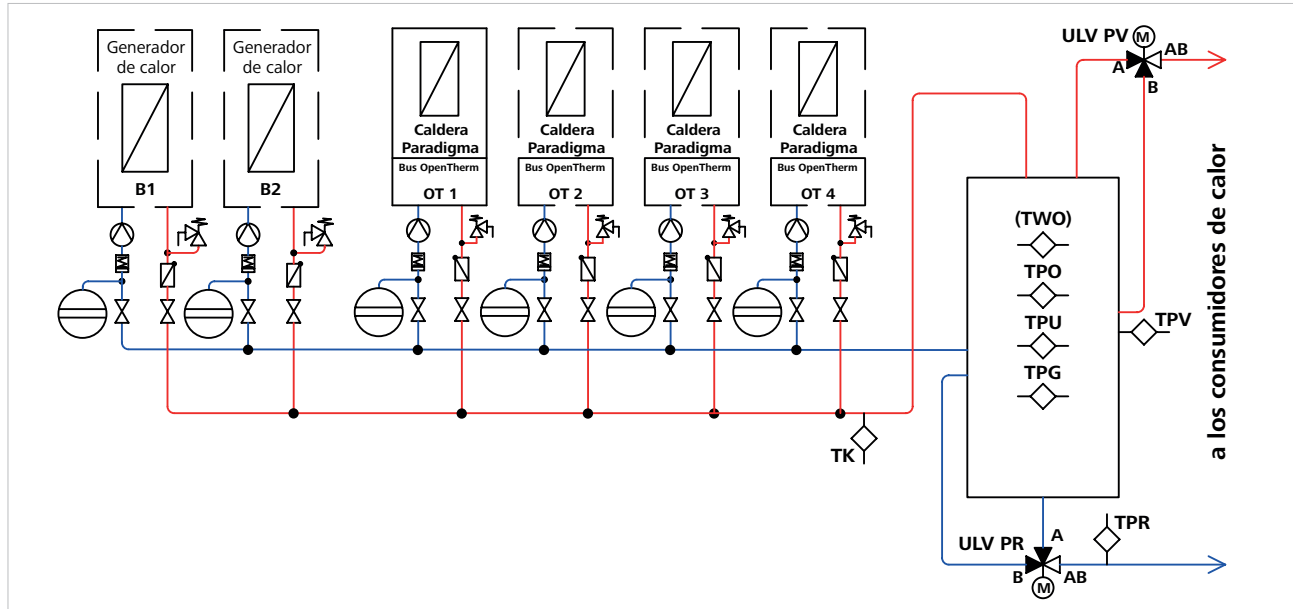 Generador
de calor
B1
Generador
de calor
B2
Caldera
Paradigma
Bus OpenTherm
OT 1
Caldera
Paradigma
Bus OpenTherm
OT 2
Caldera
Paradigma
Bus OpenTherm
OT 3
Caldera
Paradigma
Bus OpenTherm
OT 4
TK
ULV PV
M
A
AB
B
(TWO)
TPO
TPU
TPG
TPV
a los consumidores de calor
ULV PR
A
B
AB
M
TPR